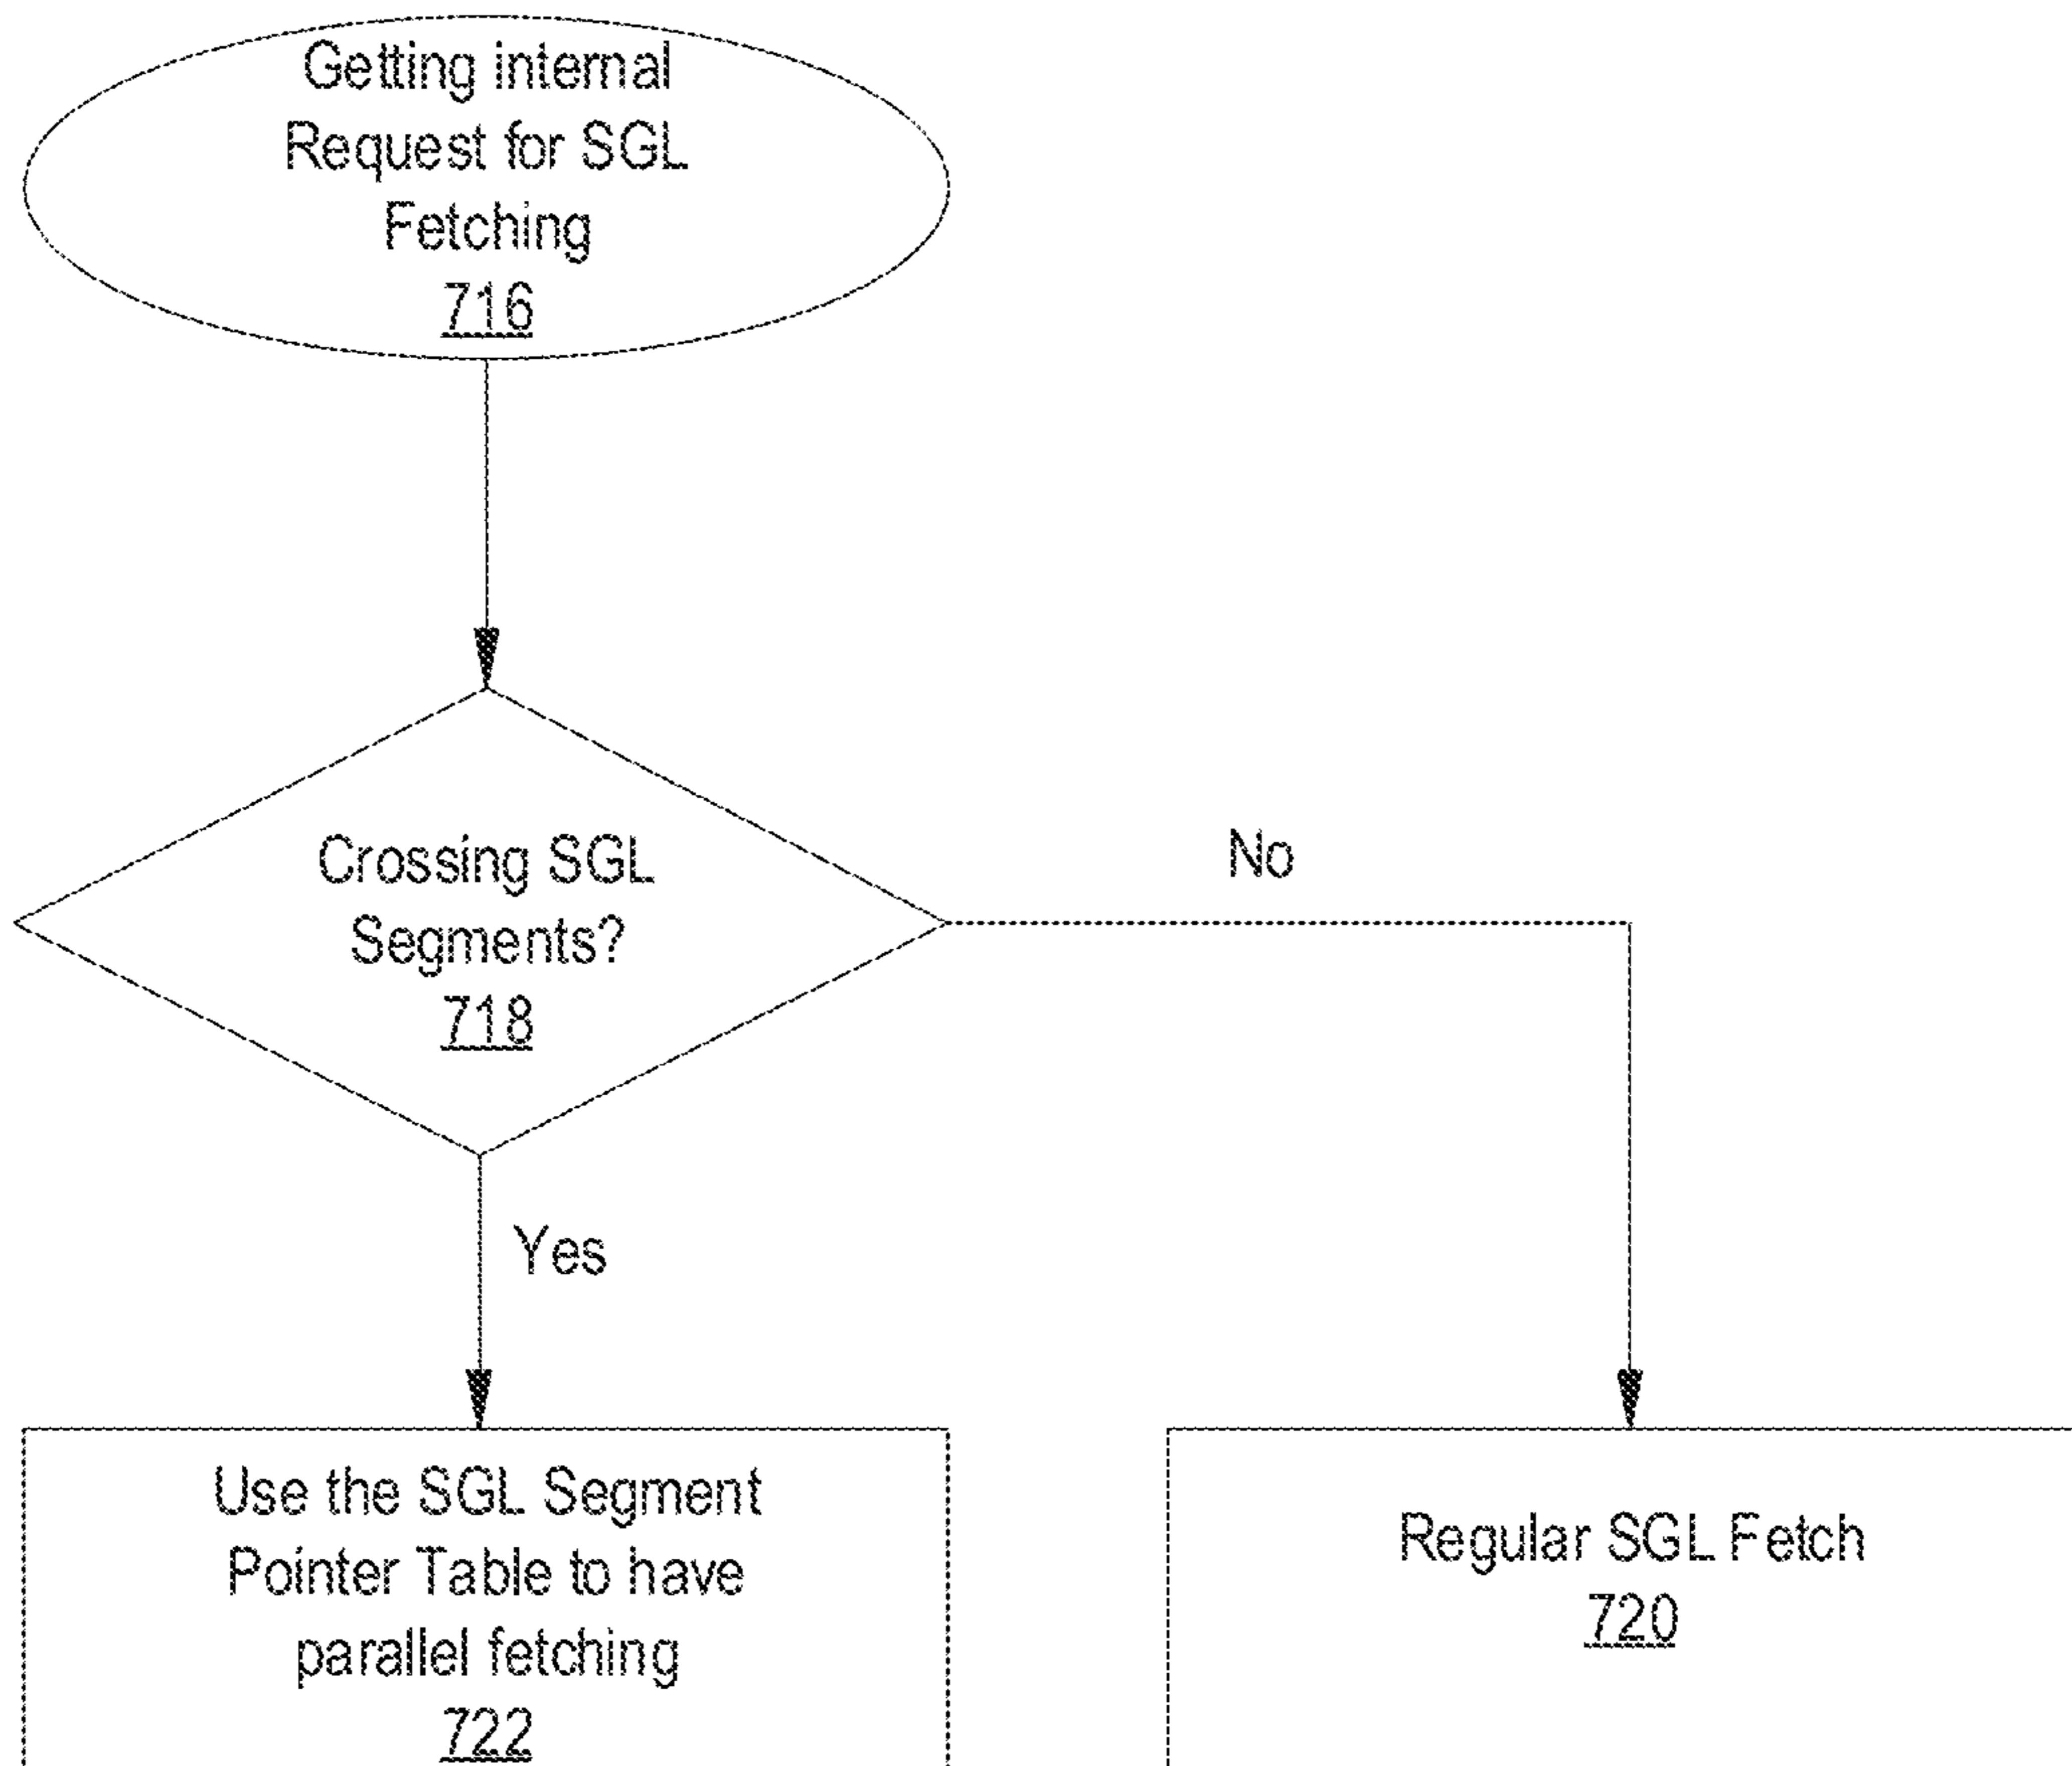 Getting internal
Request for SGL
Fetching
716
Crossing SGL
Segments?
718
No
Yes
Use the SGL Segment
Pointer Table to have
parallel fetching
722
Regular SGL Fetch
720